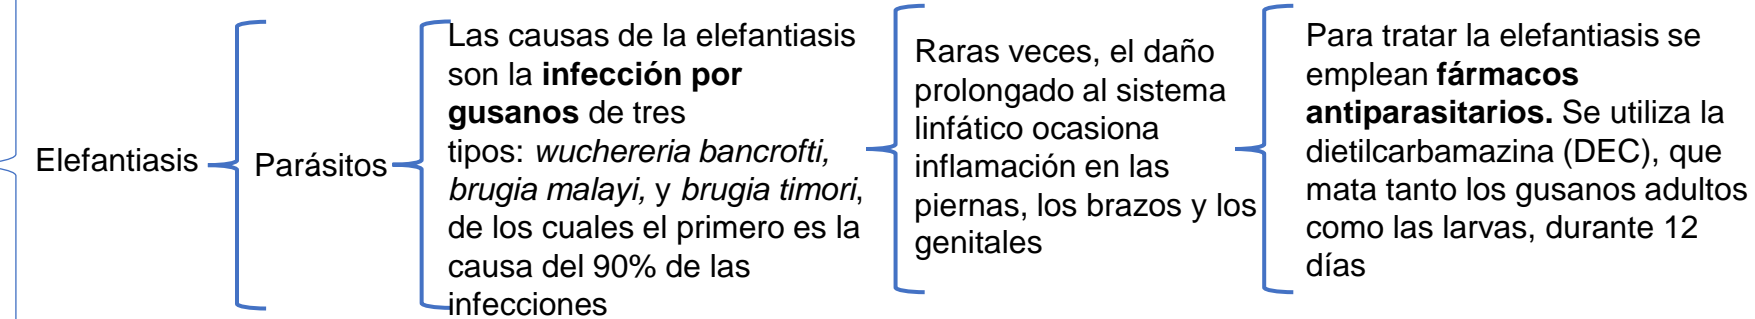 Elefantiasis
Parásitos
Las causas de la elefantiasis
son la infección por
gusanos de tres
tipos: wuchereria bancrofti,
brugia malayi, y brugia timori,
de los cuales el primero es la
causa del 90% de las
infecciones
Raras veces, el daño
prolongado al sistema
linfático ocasiona
inflamación en las
piernas, los brazos y los
genitales
Para tratar la elefantiasis se
emplean fármacos
antiparasitarios. Se utiliza la
dietilcarbamazina (DEC), que
mata tanto los gusanos adultos
como las larvas, durante 12
días